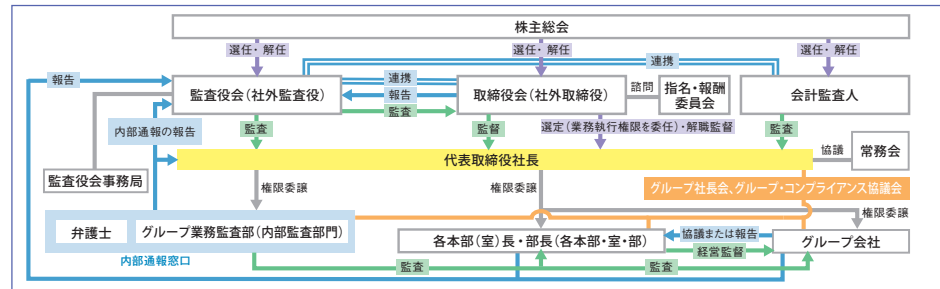 株主総会
選任・解任
選任・解任
選任・解任
報告
連携
連携
監査役会(社外監査役)
報告
監査
取締役会(社外取締役)
諮問
指名・報酬
委員会
会計監査人
内部通報の報告
監査
監督
選定(業務執行権限を委任)・解職監督
監査
代表取締役社長
協議
常務会
監査役会事務局
権限委譲
権限委譲
グループ社長会、グループ・コンプライアンス協議会
権限委譲
弁護士
グループ業務監査部(内部監査部門)
各本部(室)長・部長(各本部・室・部)
協議または報告
経営監督
グループ会社
内部通報窓口
監査
監査